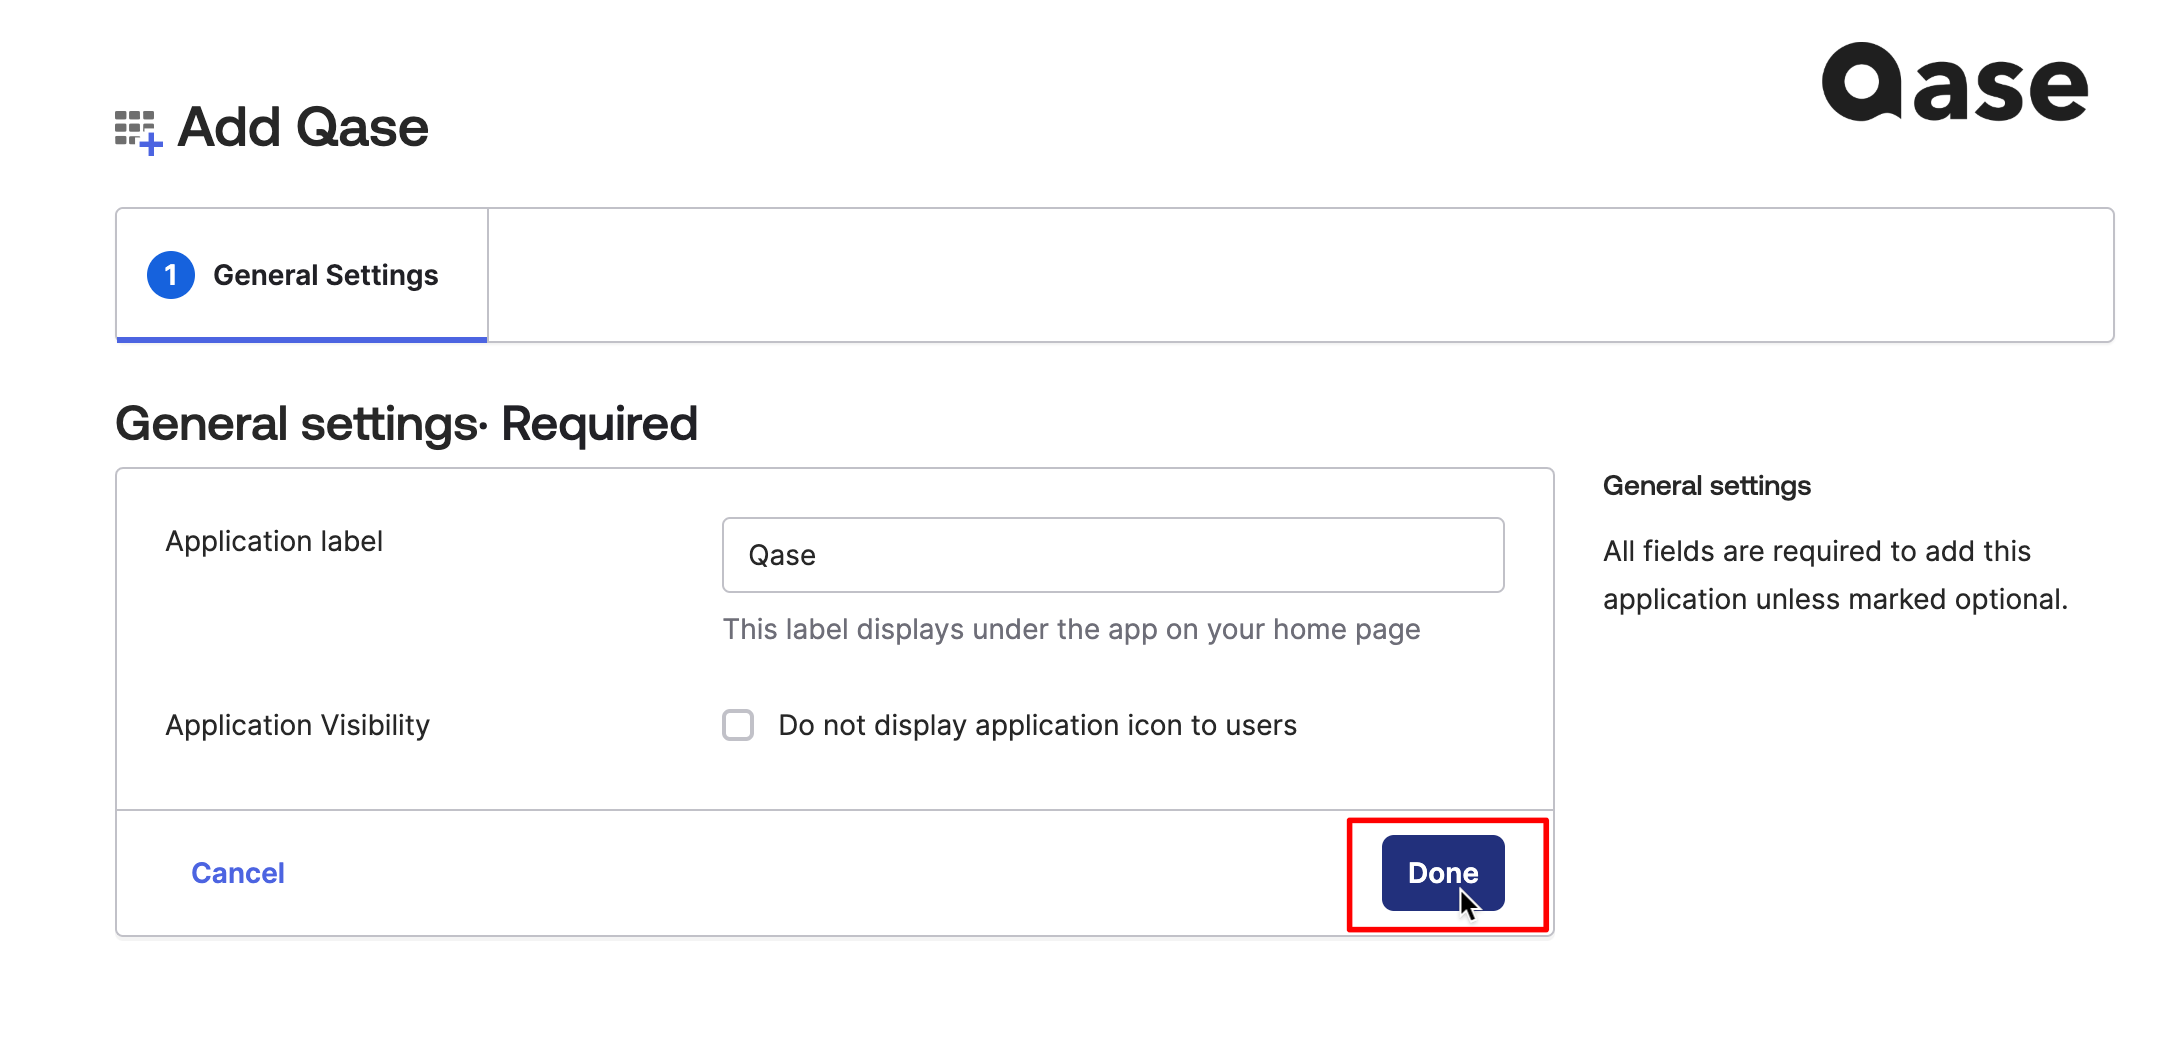 Qase
Add Qase
1 General Settings
General settings· Required
General settings
Application label
Qase
All fields are required to add this
application unless marked optional.
This label displays under the app on your home page
Application Visibility
Do not display application icon to users
Cancel
Done